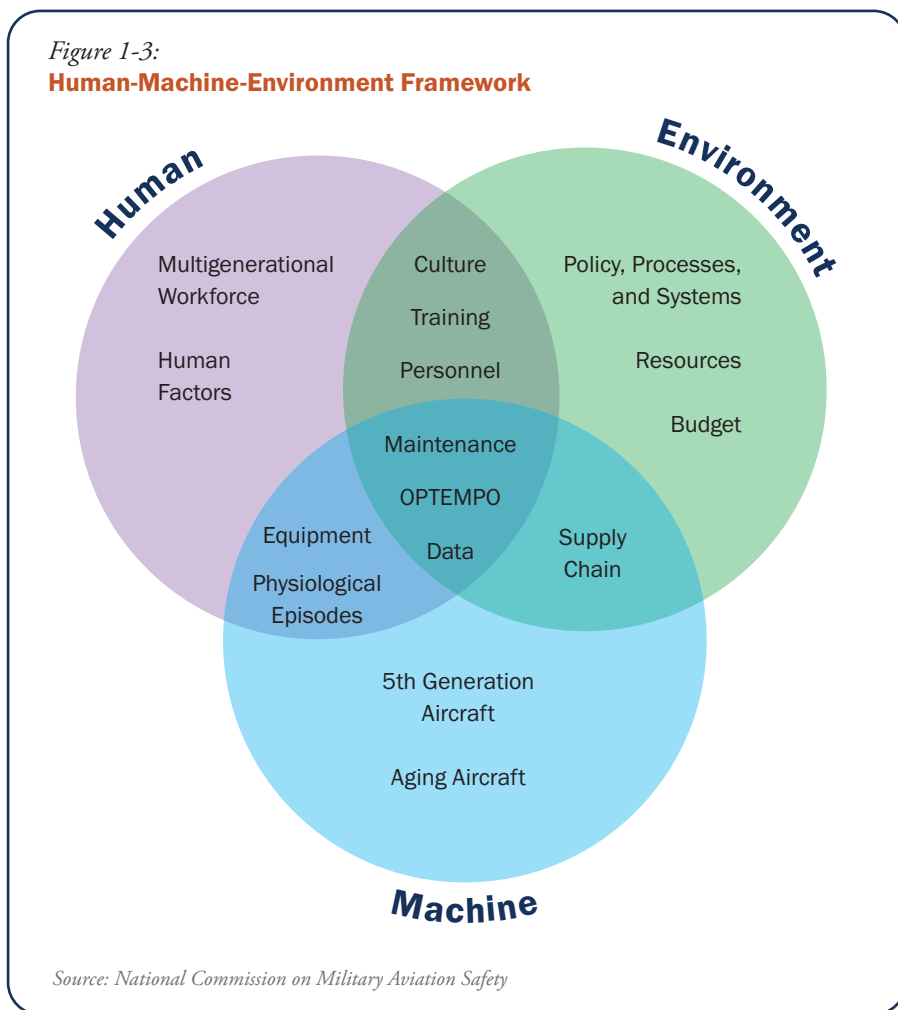 Figure 1-3:
Human-Machine-Environment Framework
Human
Environment
Multigenerational
Workforce
Human
Factors
Culture
Training
Personnel
Policy, Processes,
and Systems
Resources
Budget
Maintenance
OPTEMPO
Data
Equipment
Physiological
Episodes
Supply
Chain
5th Generation
Aircraft
Aging Aircraft
Machine
Source: National Commission on Military Aviation Safety